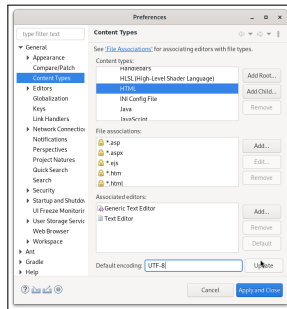 Preferences
type filter text
Content Types
General
Appearance
Compare/Patch
Content Types
Editors
Globalization
Keys
Link Handlers
Network Connection
Notifications
Perspectives
Project Natures
Quick Search
Search
Security
Startup and Shutdov
UI Freeze Monitorir
User Storage Servic
Web Browser
Workspace
Ant
Gradle
Help
See 'File Associations' for associating editors with file types.
Content types:
Handlebars
HLSL (High-Level Shader Language)
HTML
INI Config File
Java
JavaScript
Add Root...
Add Child...
Remove
File associations:
*.asp
*.aspx
*.ejs
*.htm
*.html
Add...
Edit...
Remove
Associated editors:
Generic Text Editor
Text Editor
Add...
Remove
Default
Default encoding: UTF-8
Update
Cancel
Apply and Close